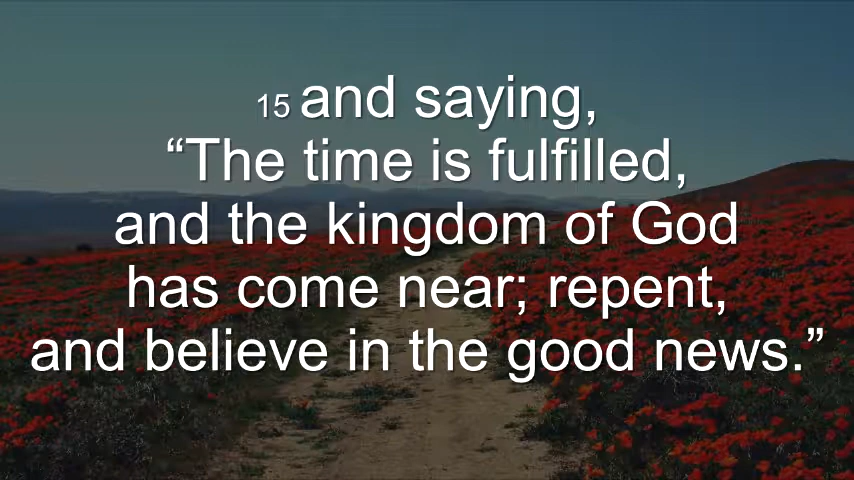 15 and saying,
“The time is fulfilled,
and the kingdom of God
has come near; repent,
and believe in the good news.”